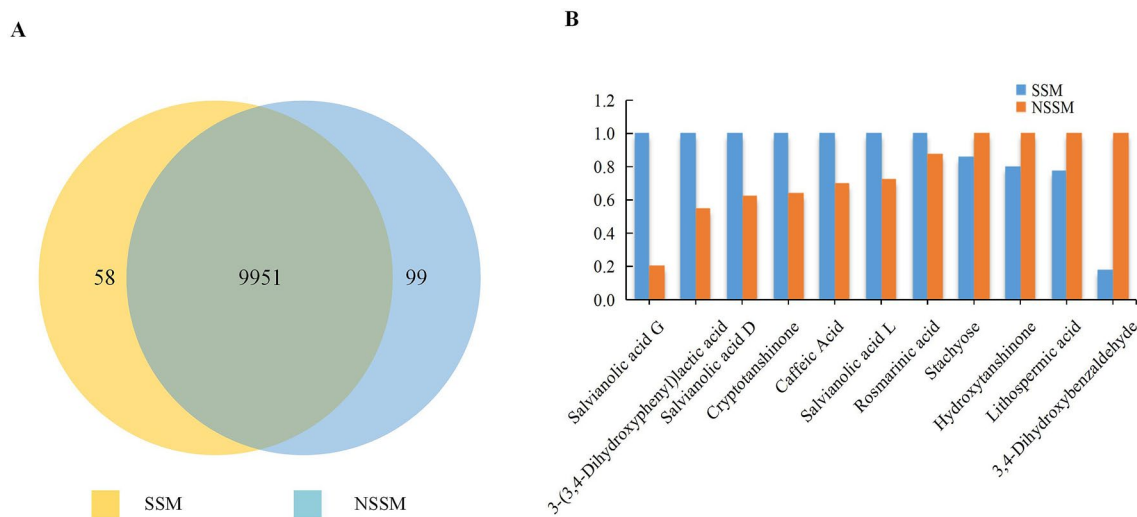 A
58
9951
99
SSM
NSSM
B
SSM
NSSM
1.2
1.0
0.8
0.6
0.4
0.2
0.0
Salvianolic acid G
3-(3,4-Dihydroxyphenyl)lactic acid
Salvianolic acid D
Cryptotanshinone
Caffeic Acid
Salvianolic acid L
Rosmarinic acid
Stachyose
Hydroxytanshinone
Lithospermic acid
3,4-Dihydroxybenzaldehyde